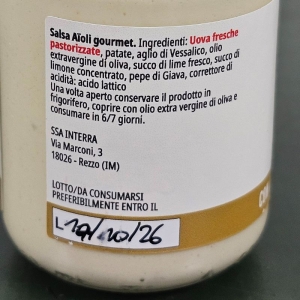 Salsa Aïoli gourmet. Ingredienti: Uova fresche
pastorizzate, patate, aglio di Vessalico, olio
extravergine di oliva, succo di lime fresco, succo di
limone concentrato, pepe di Giava, correttore di
acidità: acido lattico
Una volta aperto conservare il prodotto in
frigorifero, coprire con olio extra vergine di oliva e
consumare in 6/7 giorni.
SSA INTERRA
Via Marconi, 3
18026 - Rezzo (IM)
LOTTO/DA CONSUMARSI
PREFERIBILMENTE ENTRO IL
L 19/10/26